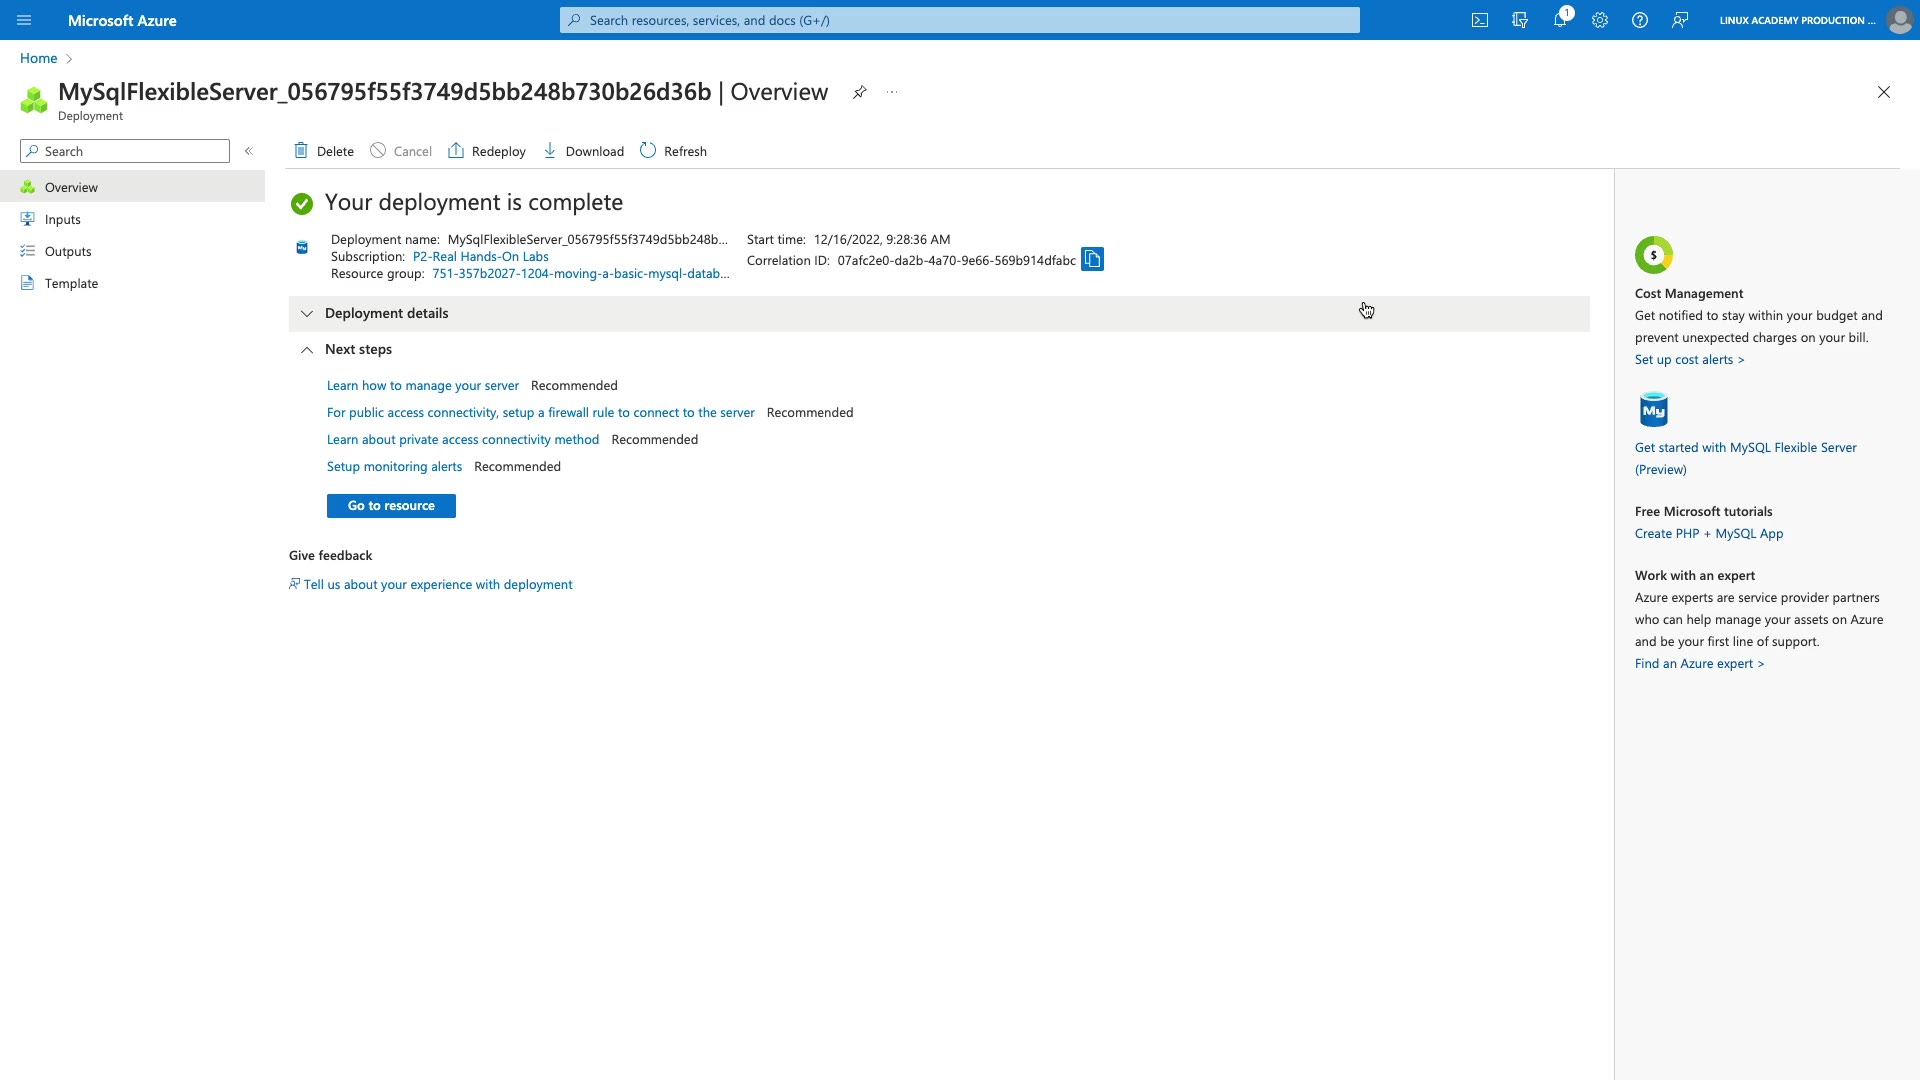 Microsoft Azure
Search resources, services, and docs (G+/)
1
LINUX ACADEMY PRODUCTION ...
Home
MySqlFlexibleServer_056795f55f3749d5bb248b730b26d36b | Overview
...
Deployment
Search
Delete
Cancel
Redeploy
Download
Refresh
Overview
Inputs
Outputs
Template
Your deployment is complete
Deployment name: MySqlFlexibleServer_056795f55f3749d5bb248b...
Subscription: P2-Real Hands-On Labs
Resource group: 751-357b2027-1204-moving-a-basic-mysql-datab...
Start time: 12/16/2022, 9:28:36 AM
Correlation ID: 07afc2e0-da2b-4a70-9e66-569b914dfabc
Deployment details
Next steps
Learn how to manage your server Recommended
For public access connectivity, setup a firewall rule to connect to the server Recommended
Learn about private access connectivity method Recommended
Setup monitoring alerts Recommended
Go to resource
Give feedback
Tell us about your experience with deployment
$
Cost Management
Get notified to stay within your budget and
prevent unexpected charges on your bill.
Set up cost alerts >
My
Get started with MySQL Flexible Server
(Preview)
Free Microsoft tutorials
Create PHP + MySQL App
Work with an expert
Azure experts are service provider partners
who can help manage your assets on Azure
and be your first line of support.
Find an Azure expert >